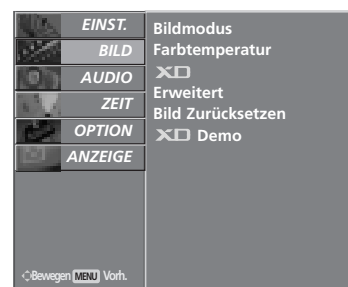 EINST.
BILD
AUDIO
ZEIT
OPTION
ANZEIGE
Bewegen MENU Vorh.
Bildmodus
Farbtemperatur
XD
Erweitert
Bild Zurücksetzen
XD Demo